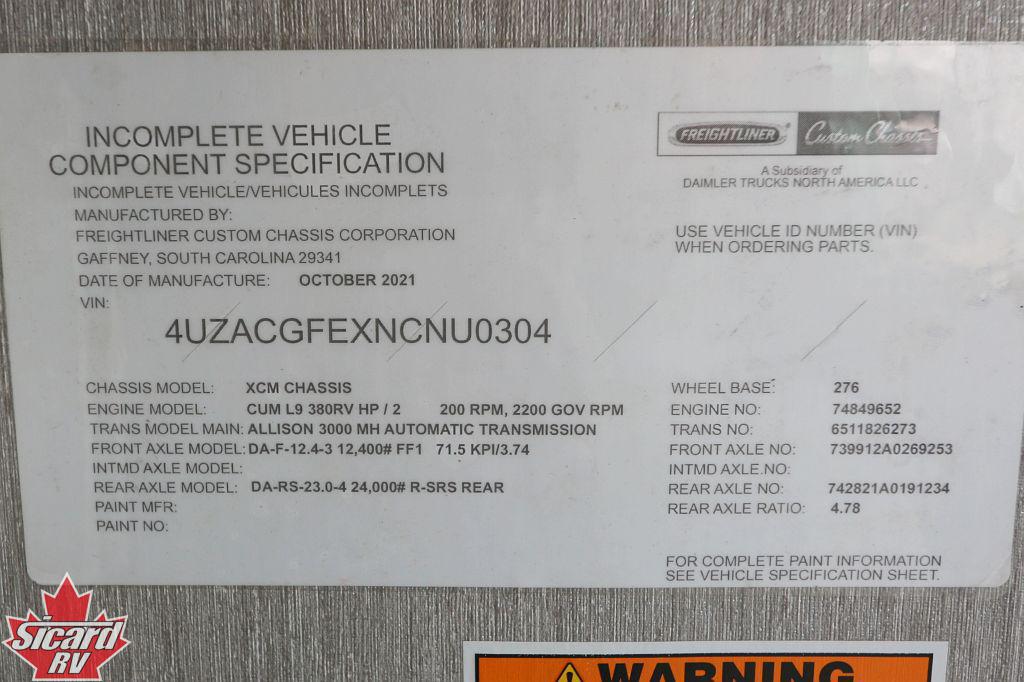 INCOMPLETE VEHICLE
COMPONENT SPECIFICATION
INCOMPLETE VEHICLE/VEHICULES INCOMPLETS
MANUFACTURED BY:
FREIGHTLINER CUSTOM CHASSIS CORPORATION
GAFFNEY, SOUTH CAROLINA 29341
DATE OF MANUFACTURE: OCTOBER 2021
VIN:
4UZACGFEXNCNU0304
FREIGHTLINER Custom Chassis
A Subsidiary of
DAIMLER TRUCKS NORTH AMERICA LLC
USE VEHICLE ID NUMBER (VIN)
WHEN ORDERING PARTS.
CHASSIS MODEL: XCM CHASSIS
ENGINE MODEL: CUM L9 380RV HP / 2 200 RPM, 2200 GOV RPM
TRANS MODEL MAIN: ALLISON 3000 MH AUTOMATIC TRANSMISSION
FRONT AXLE MODEL: DA-F-12.4-3 12,400# FF1 71.5 KPI/3.74
INTMD AXLE MODEL:
REAR AXLE MODEL: DA-RS-23.0-4 24,000# R-SRS REAR
PAINT MFR:
PAINT NO:
WHEEL BASE: 276
ENGINE NO: 74849652
TRANS NO: 6511826273
FRONT AXLE NO: 739912A0269253
INTMD AXLE.NO:
REAR AXLE NO: 742821A0191234
REAR AXLE RATIO: 4.78
FOR COMPLETE PAINT INFORMATION
SEE VEHICLE SPECIFICATION SHEET.
Sicard
RV
WARNING